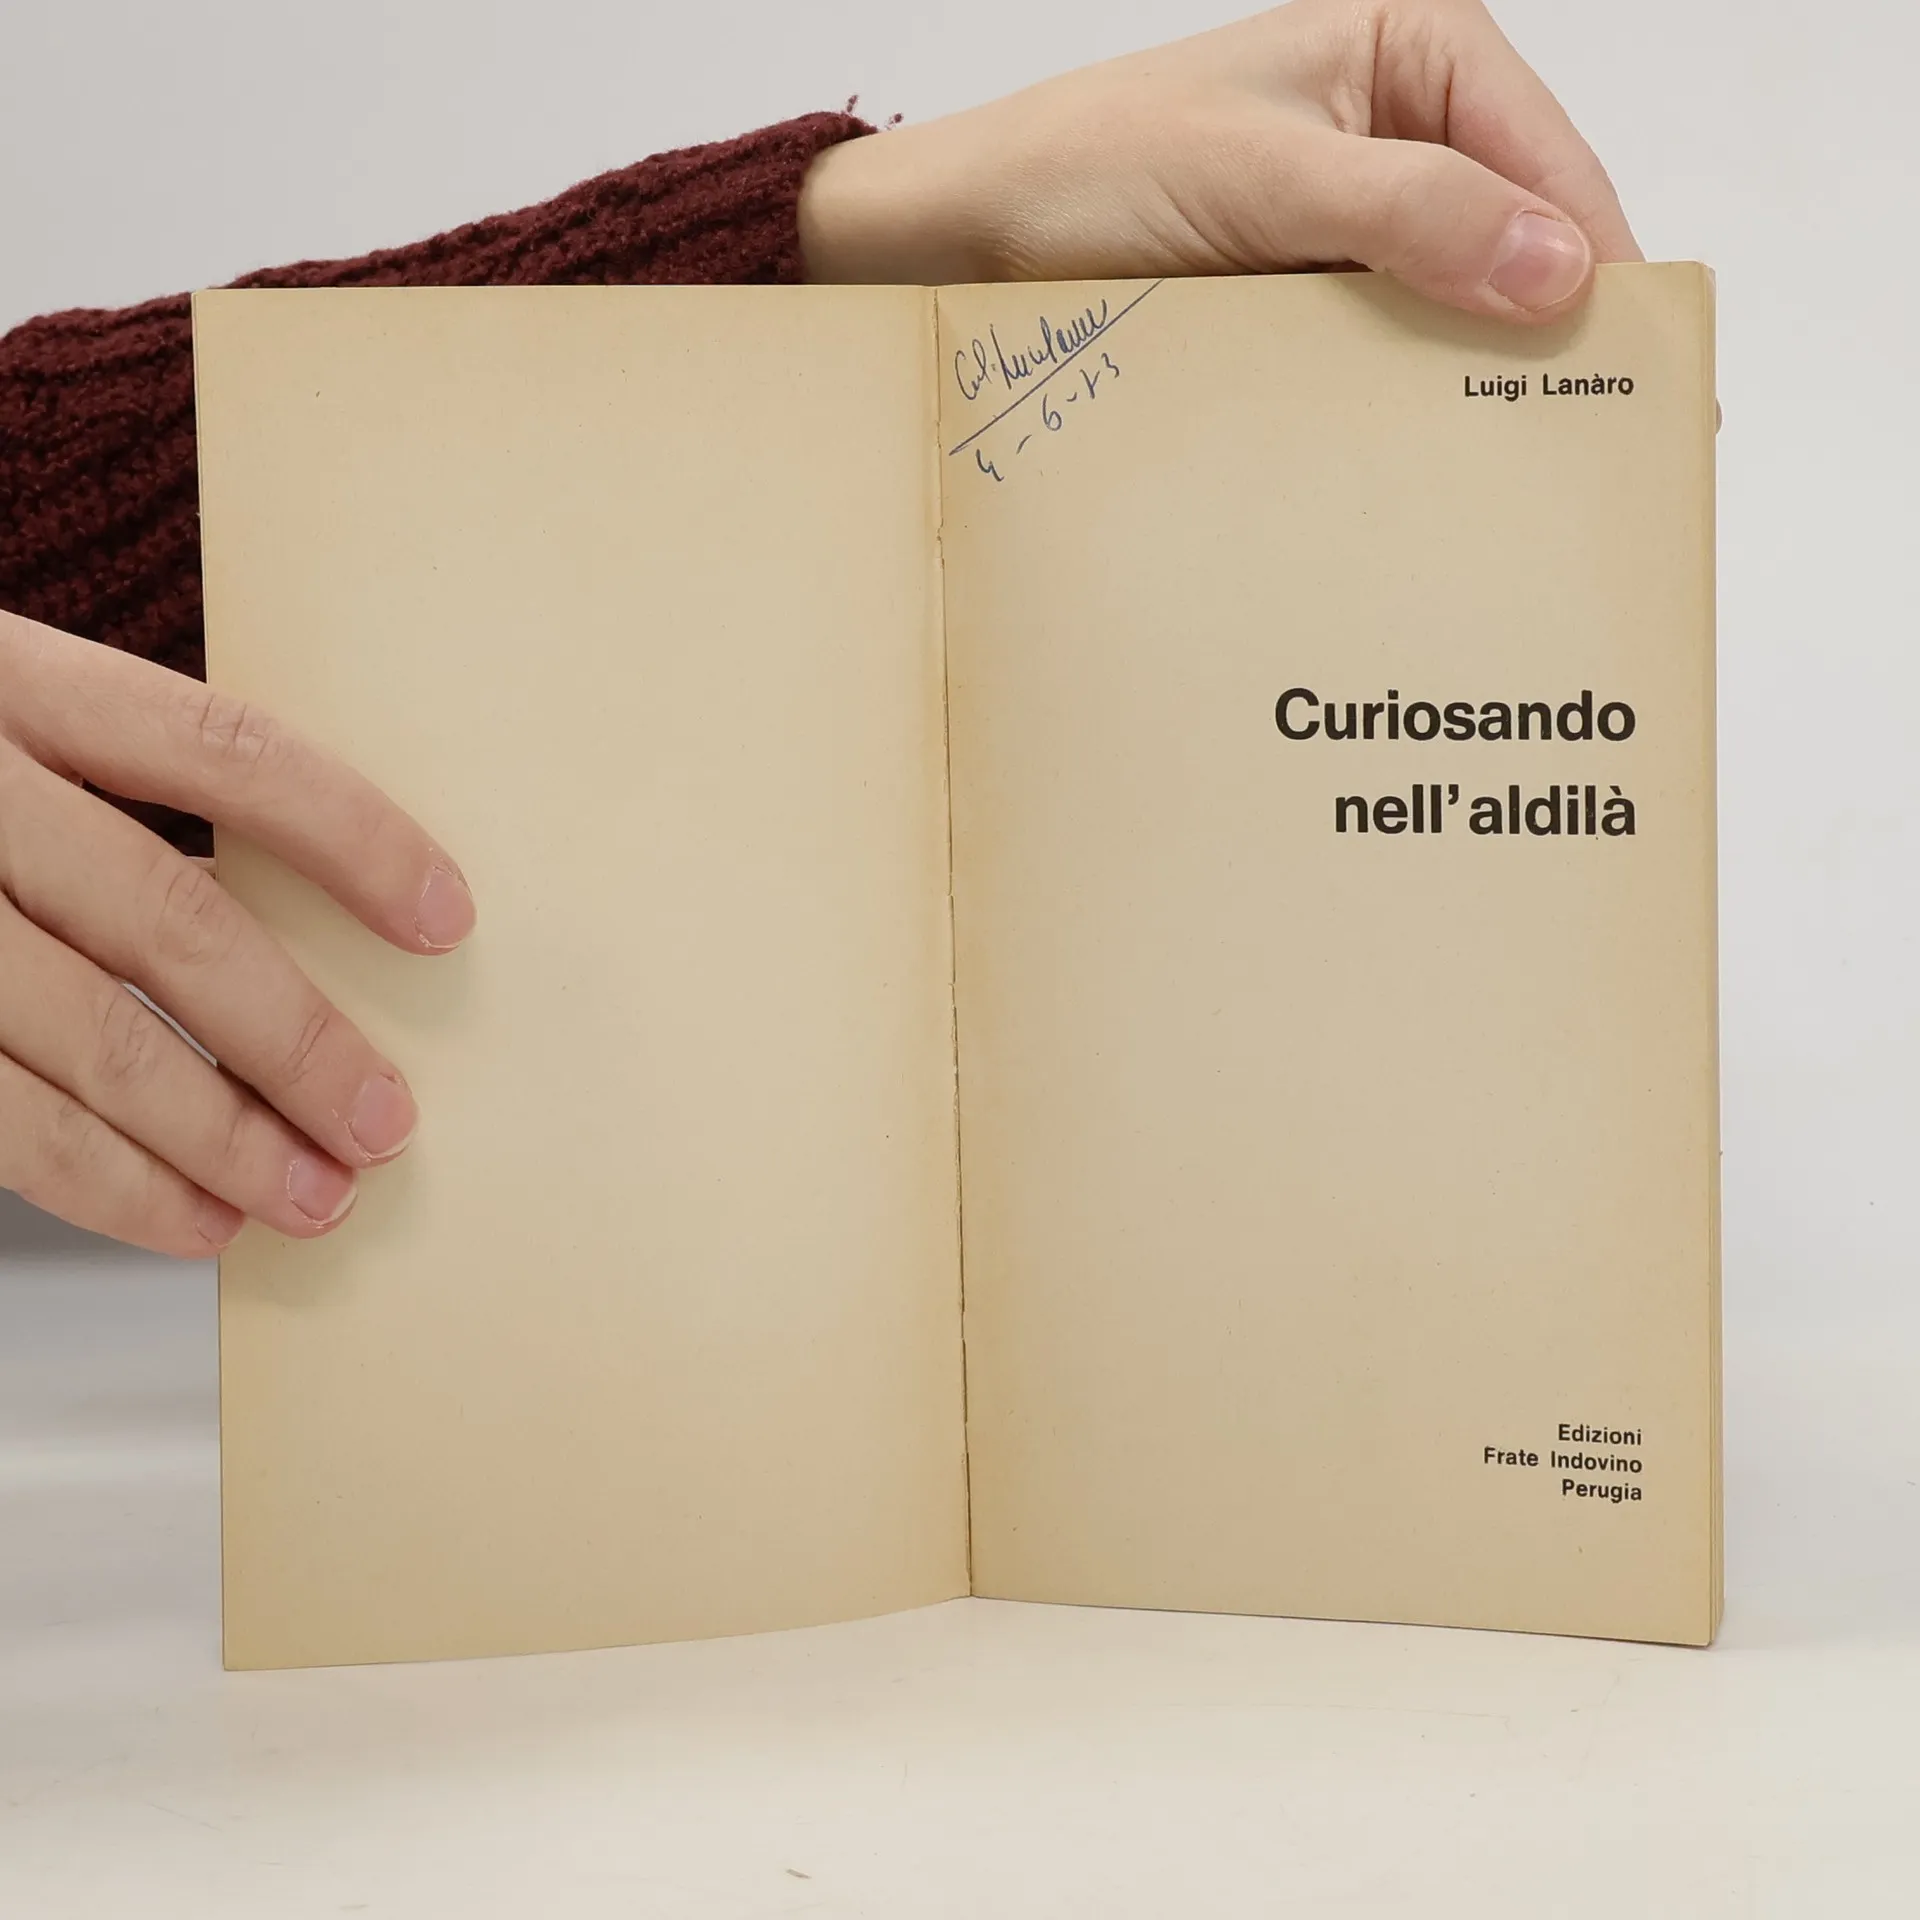 4-6-73
Luigi Lanàro
Curiosando
nell'aldilà
Edizioni
Frate Indovino
Perugia